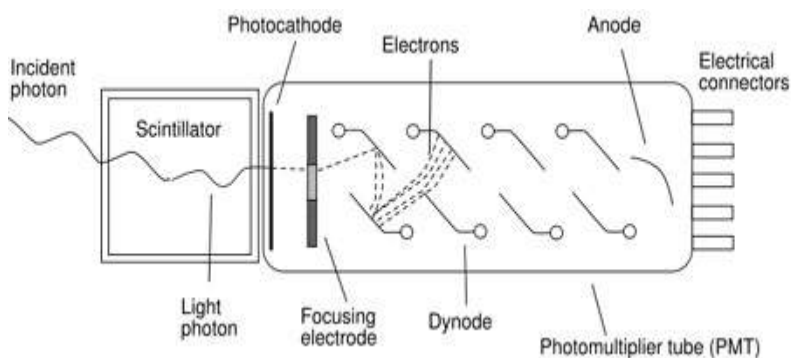 Photocathode
Electrons
Anode
Incident
photon
Electrical
connectors
Scintillator
Light
photon
Focusing
electrode
Dynode
Photomultiplier tube (PMT)